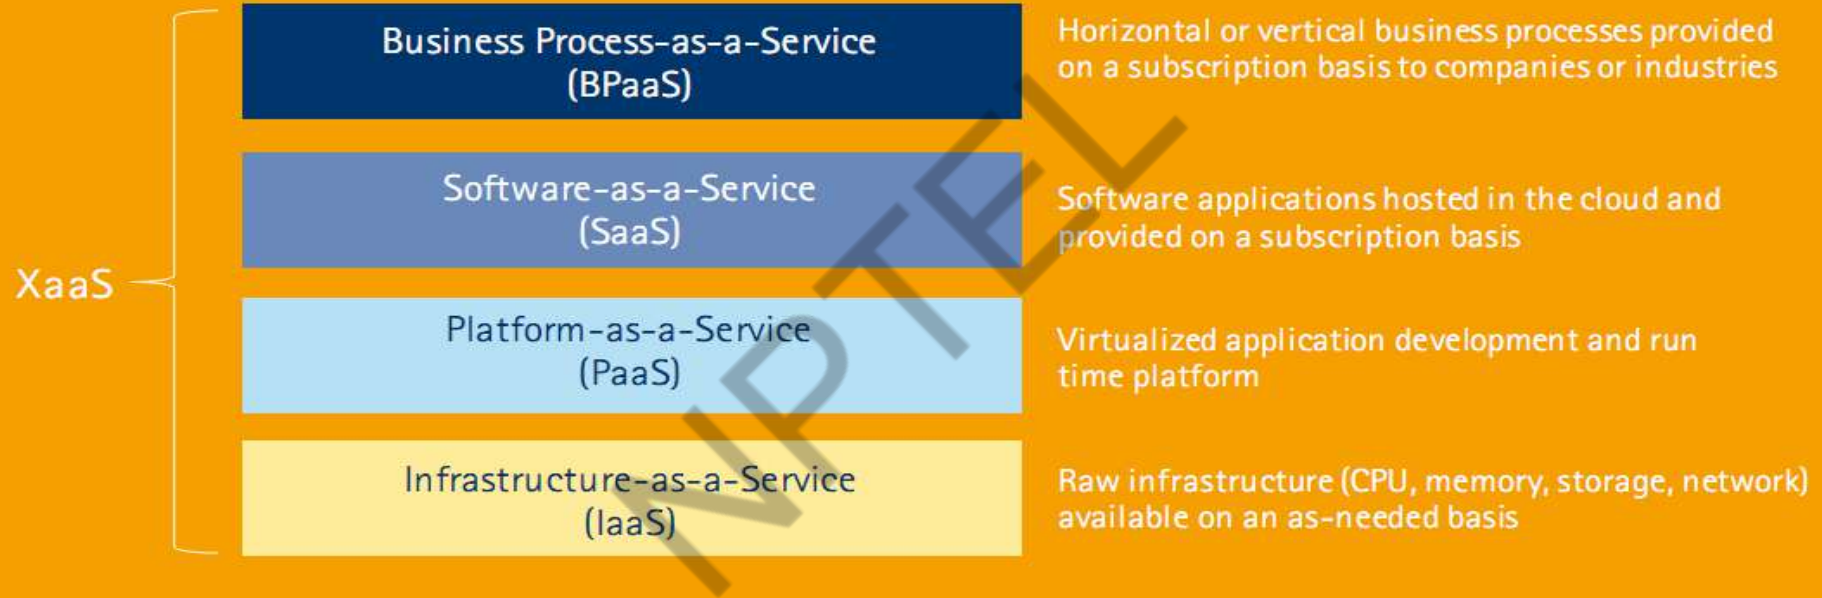 Business Process-as-a-Service
(BPaaS)
Horizontal or vertical business processes provided
on a subscription basis to companies or industries
Software-as-a-Service
(SaaS)
Software applications hosted in the cloud and
provided on a subscription basis
XaaS
Platform-as-a-Service
(PaaS)
Virtualized application development and run
time platform
Infrastructure-as-a-Service
(IaaS)
Raw infrastructure (CPU, memory, storage, network)
available on an as-needed basis
NPTEL